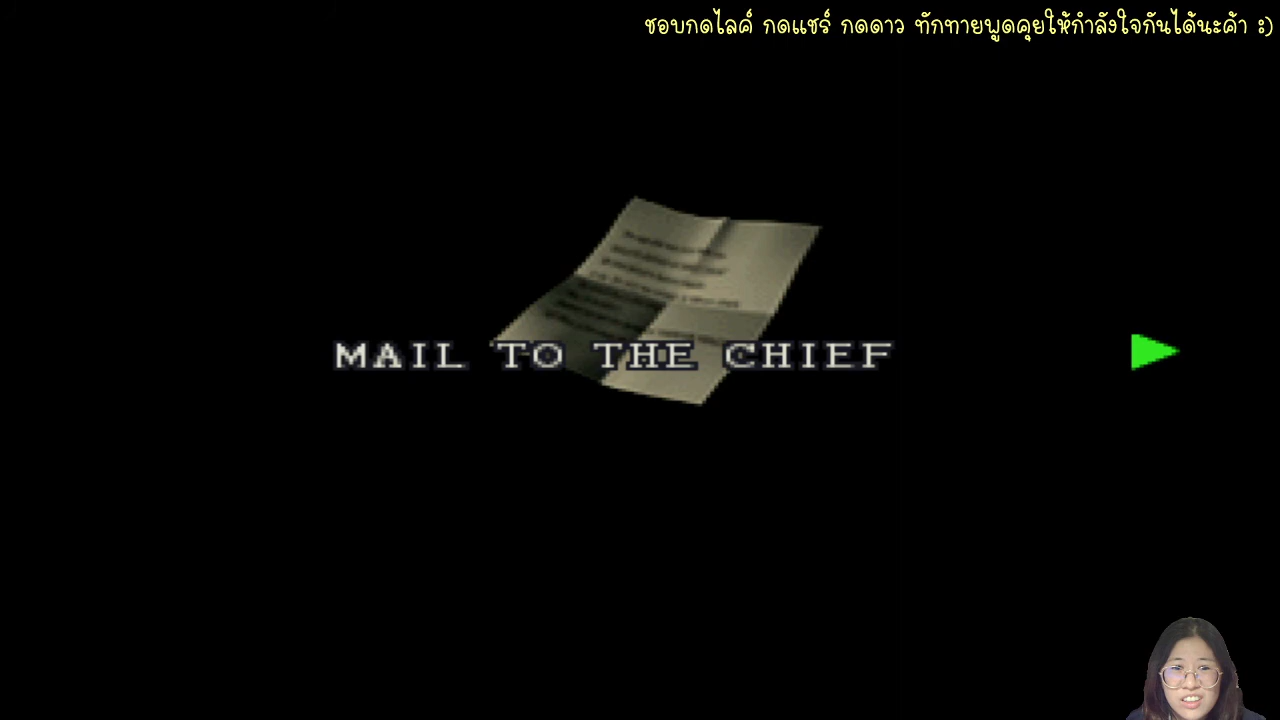 ชอบกดไลค์ กดแชร์ กดดาว ทักทายพูดคุยให้กำลังใจกันได้นะค้า :)
MAIL TO THE CHIEF